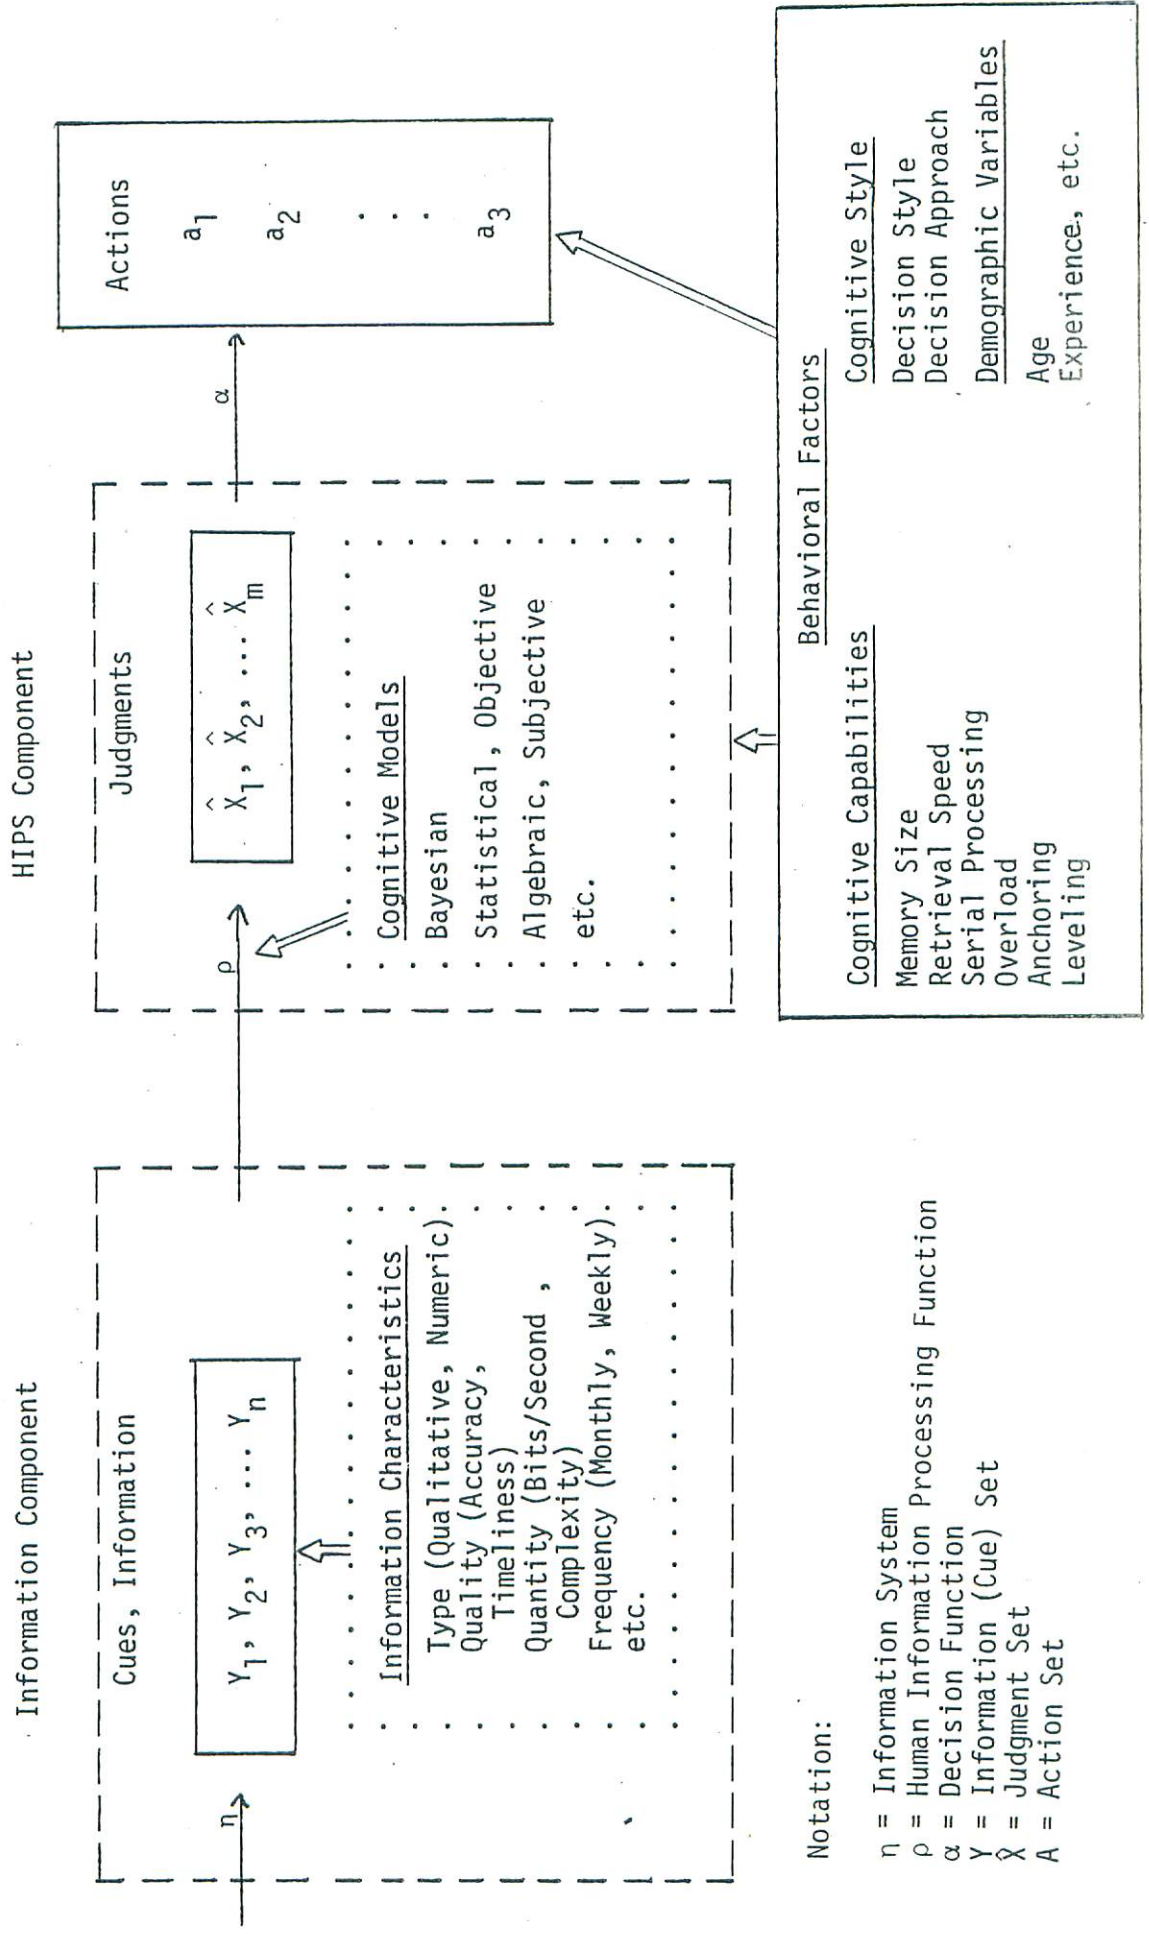 Information Component
Cues, Information
η
Y1, Y2, Y3, ... Yn
Information Characteristics
Type (Qualitative, Numeric)
Quality (Accuracy,
Timeliness)
Quantity (Bits/Second ,
Complexity)
Frequency (Monthly, Weekly)
etc.
HIPS Component
Judgments
ρ
X̂1, X̂2, ... X̂m
Cognitive Models
Bayesian
Statistical, Objective
Algebraic, Subjective
etc.
α
Actions
a1
a2
.
.
.
a3
Behavioral Factors
Cognitive Capabilities
Memory Size
Retrieval Speed
Serial Processing
Overload
Anchoring
Leveling
Cognitive Style
Decision Style
Decision Approach
Demographic Variables
Age
Experience, etc.
Notation:
η = Information System
ρ = Human Information Processing Function
α = Decision Function
Y = Information (Cue) Set
X̂ = Judgment Set
A = Action Set